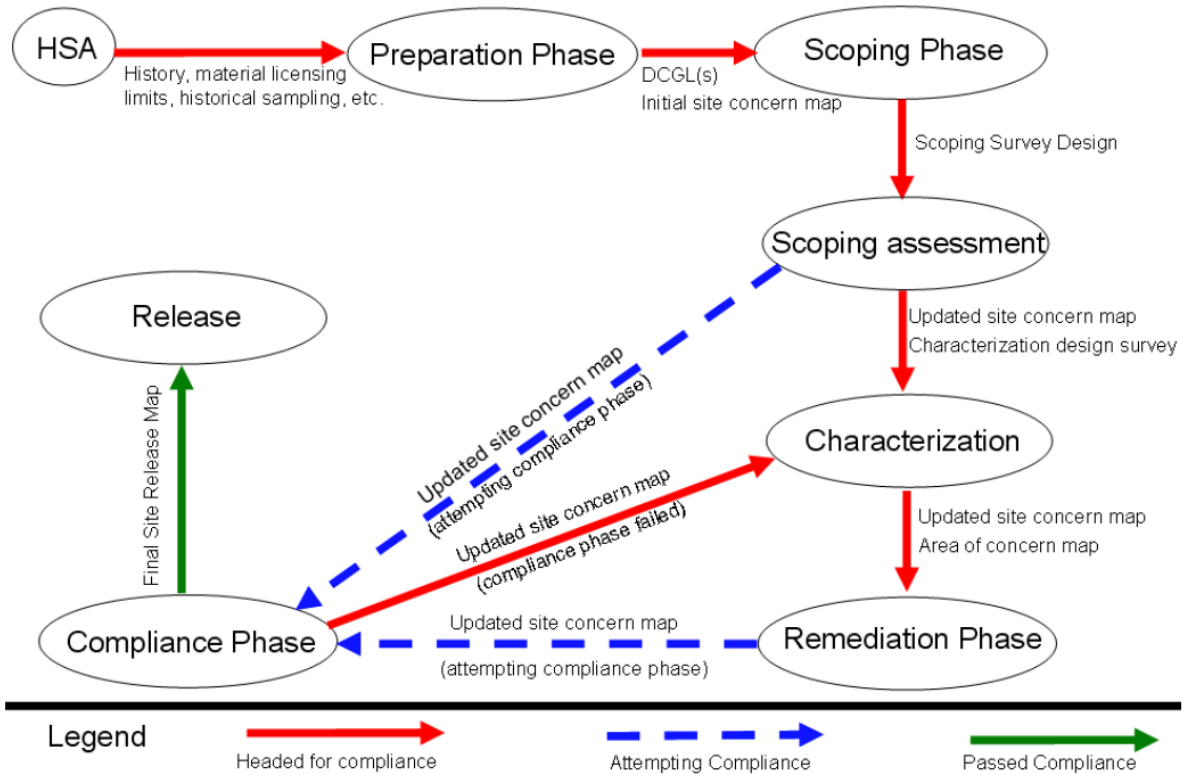 HSA
History, material licensing
limits, historical sampling, etc.
Preparation Phase
DCGL(s)
Initial site concern map
Scoping Phase
Scoping Survey Design
Scoping assessment
Updated site concern map
Characterization design survey
Updated site concern map
(attempting compliance phase)
Characterization
Updated site concern map
(compliance phase failed)
Updated site concern map
Area of concern map
Remediation Phase
Updated site concern map
(attempting compliance phase)
Compliance Phase
Final Site Release Map
Release
Legend
Headed for compliance
Attempting Compliance
Passed Compliance